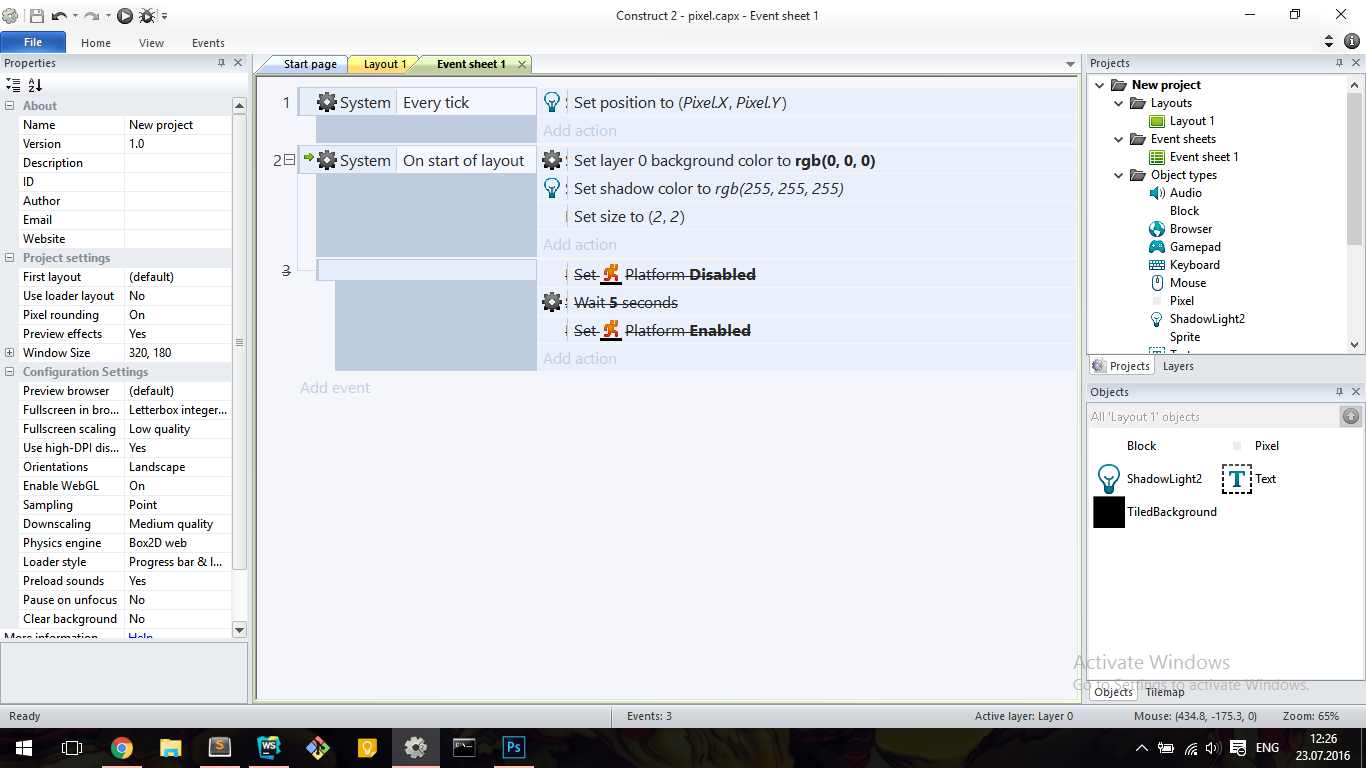 Construct 2 - pixel.capx - Event sheet 1
File Home View Events
Properties
About
Name New project
Version 1.0
Description
ID
Author
Email
Website
Project settings
First layout (default)
Use loader layout No
Pixel rounding On
Preview effects Yes
Window Size 320, 180
Configuration Settings
Preview browser (default)
Fullscreen in bro... Letterbox integer...
Fullscreen scaling Low quality
Use high-DPI dis... Yes
Orientations Landscape
Enable WebGL On
Sampling Point
Downscaling Medium quality
Physics engine Box2D web
Loader style Progress bar & l...
Preload sounds Yes
Pause on unfocus No
Clear background No
More information Help
Start page Layout 1 Event sheet 1
1 System Every tick Set position to (Pixel.X, Pixel.Y)
Add action
2 System On start of layout Set layer 0 background color to rgb(0, 0, 0)
Set shadow color to rgb(255, 255, 255)
Set size to (2, 2)
Add action
3 Set Platform Disabled
Wait 5 seconds
Set Platform Enabled
Add action
Add event
Projects
New project
Layouts
Layout 1
Event sheets
Event sheet 1
Object types
Audio
Block
Browser
Gamepad
Keyboard
Mouse
Pixel
ShadowLight2
Sprite
Projects Layers
Objects
All 'Layout 1' objects
Block Pixel
ShadowLight2 T Text
TiledBackground
Activate Windows
Go to Settings to activate Windows.
Objects Tilemap
Ready Events: 3 Active layer: Layer 0 Mouse: (434.8, -175.3, 0) Zoom: 65%
S WS Ps ENG 12:26
23.07.2016